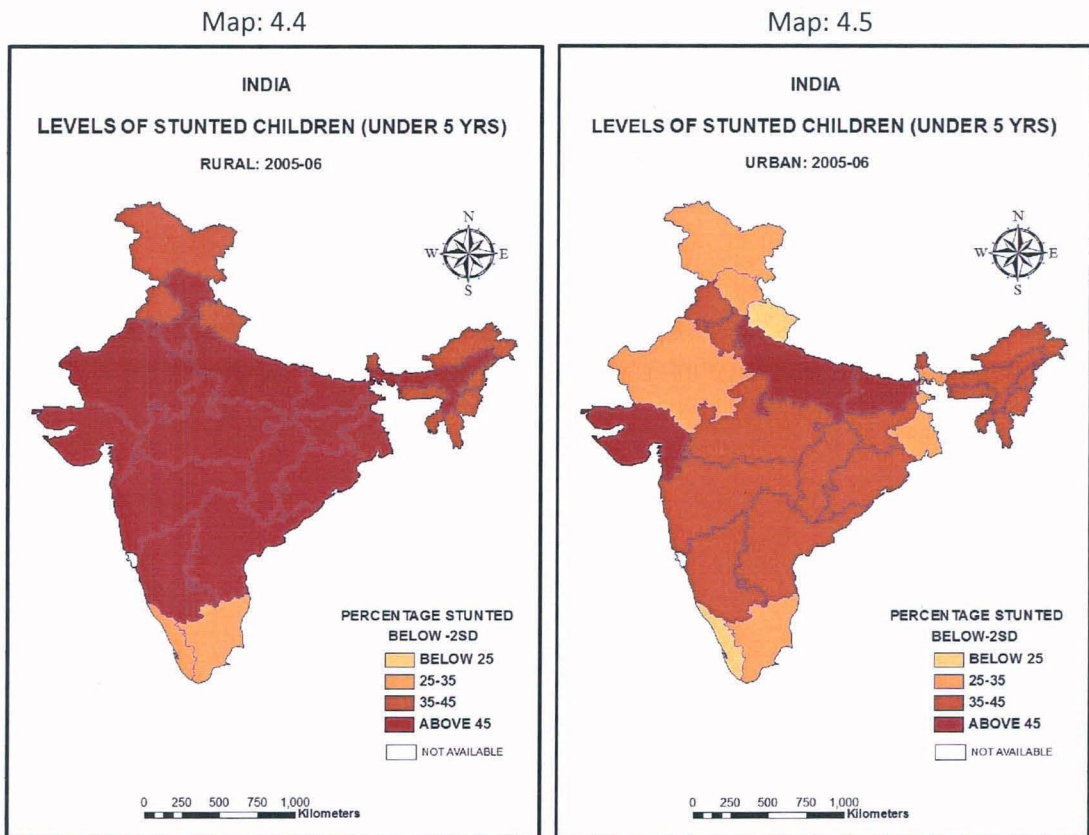 Map: 4.4
INDIA
LEVELS OF STUNTED CHILDREN (UNDER 5 YRS)
RURAL: 2005-06
N
W E
S
PERCENTAGE STUNTED
BELOW -2SD
BELOW 25
25-35
35-45
ABOVE 45
NOT AVAILABLE
0 250 500 750 1,000
Kilometers
Map: 4.5
INDIA
LEVELS OF STUNTED CHILDREN (UNDER 5 YRS)
URBAN: 2005-06
N
W E
S
PERCENTAGE STUNTED
BELOW-2SD
BELOW 25
25-35
35-45
ABOVE 45
NOT AVAILABLE
0 250 500 750 1,000
Kilometers